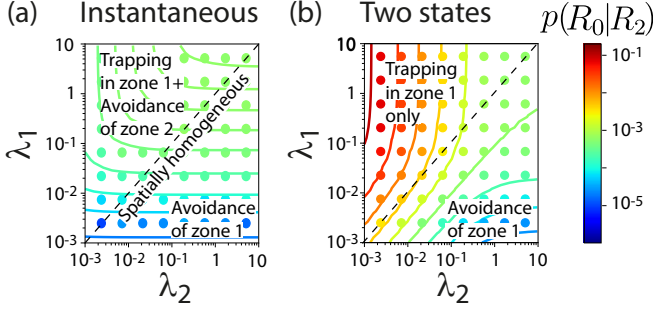 (a) Instantaneous
(b) Two states
p(R₀|R₂)
10
1
10⁻¹
10⁻²
10⁻³
λ₁
Trapping
in zone 1+
Avoidance
of zone 2
Spatially homogeneous
Avoidance
of zone 1
10⁻³ 10⁻² 10⁻¹ 1 10
λ₂
10
1
10⁻¹
10⁻²
10⁻³
λ₁
Trapping
in zone 1
only
Avoidance
of zone 1
10⁻³ 10⁻² 10⁻¹ 1 10
λ₂
10⁻¹
10⁻³
10⁻⁵